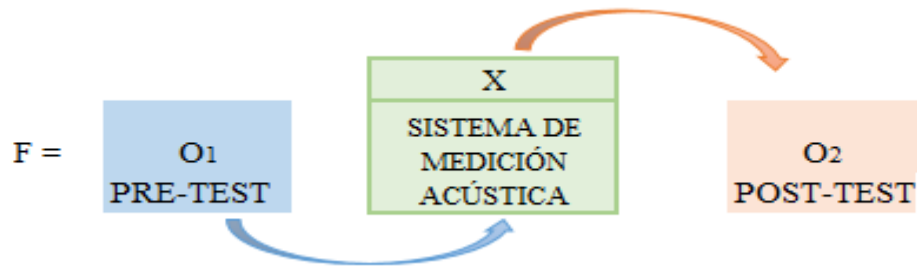 F =
O1
PRE-TEST
X
SISTEMA DE
MEDICIÓN
ACÚSTICA
O2
POST-TEST